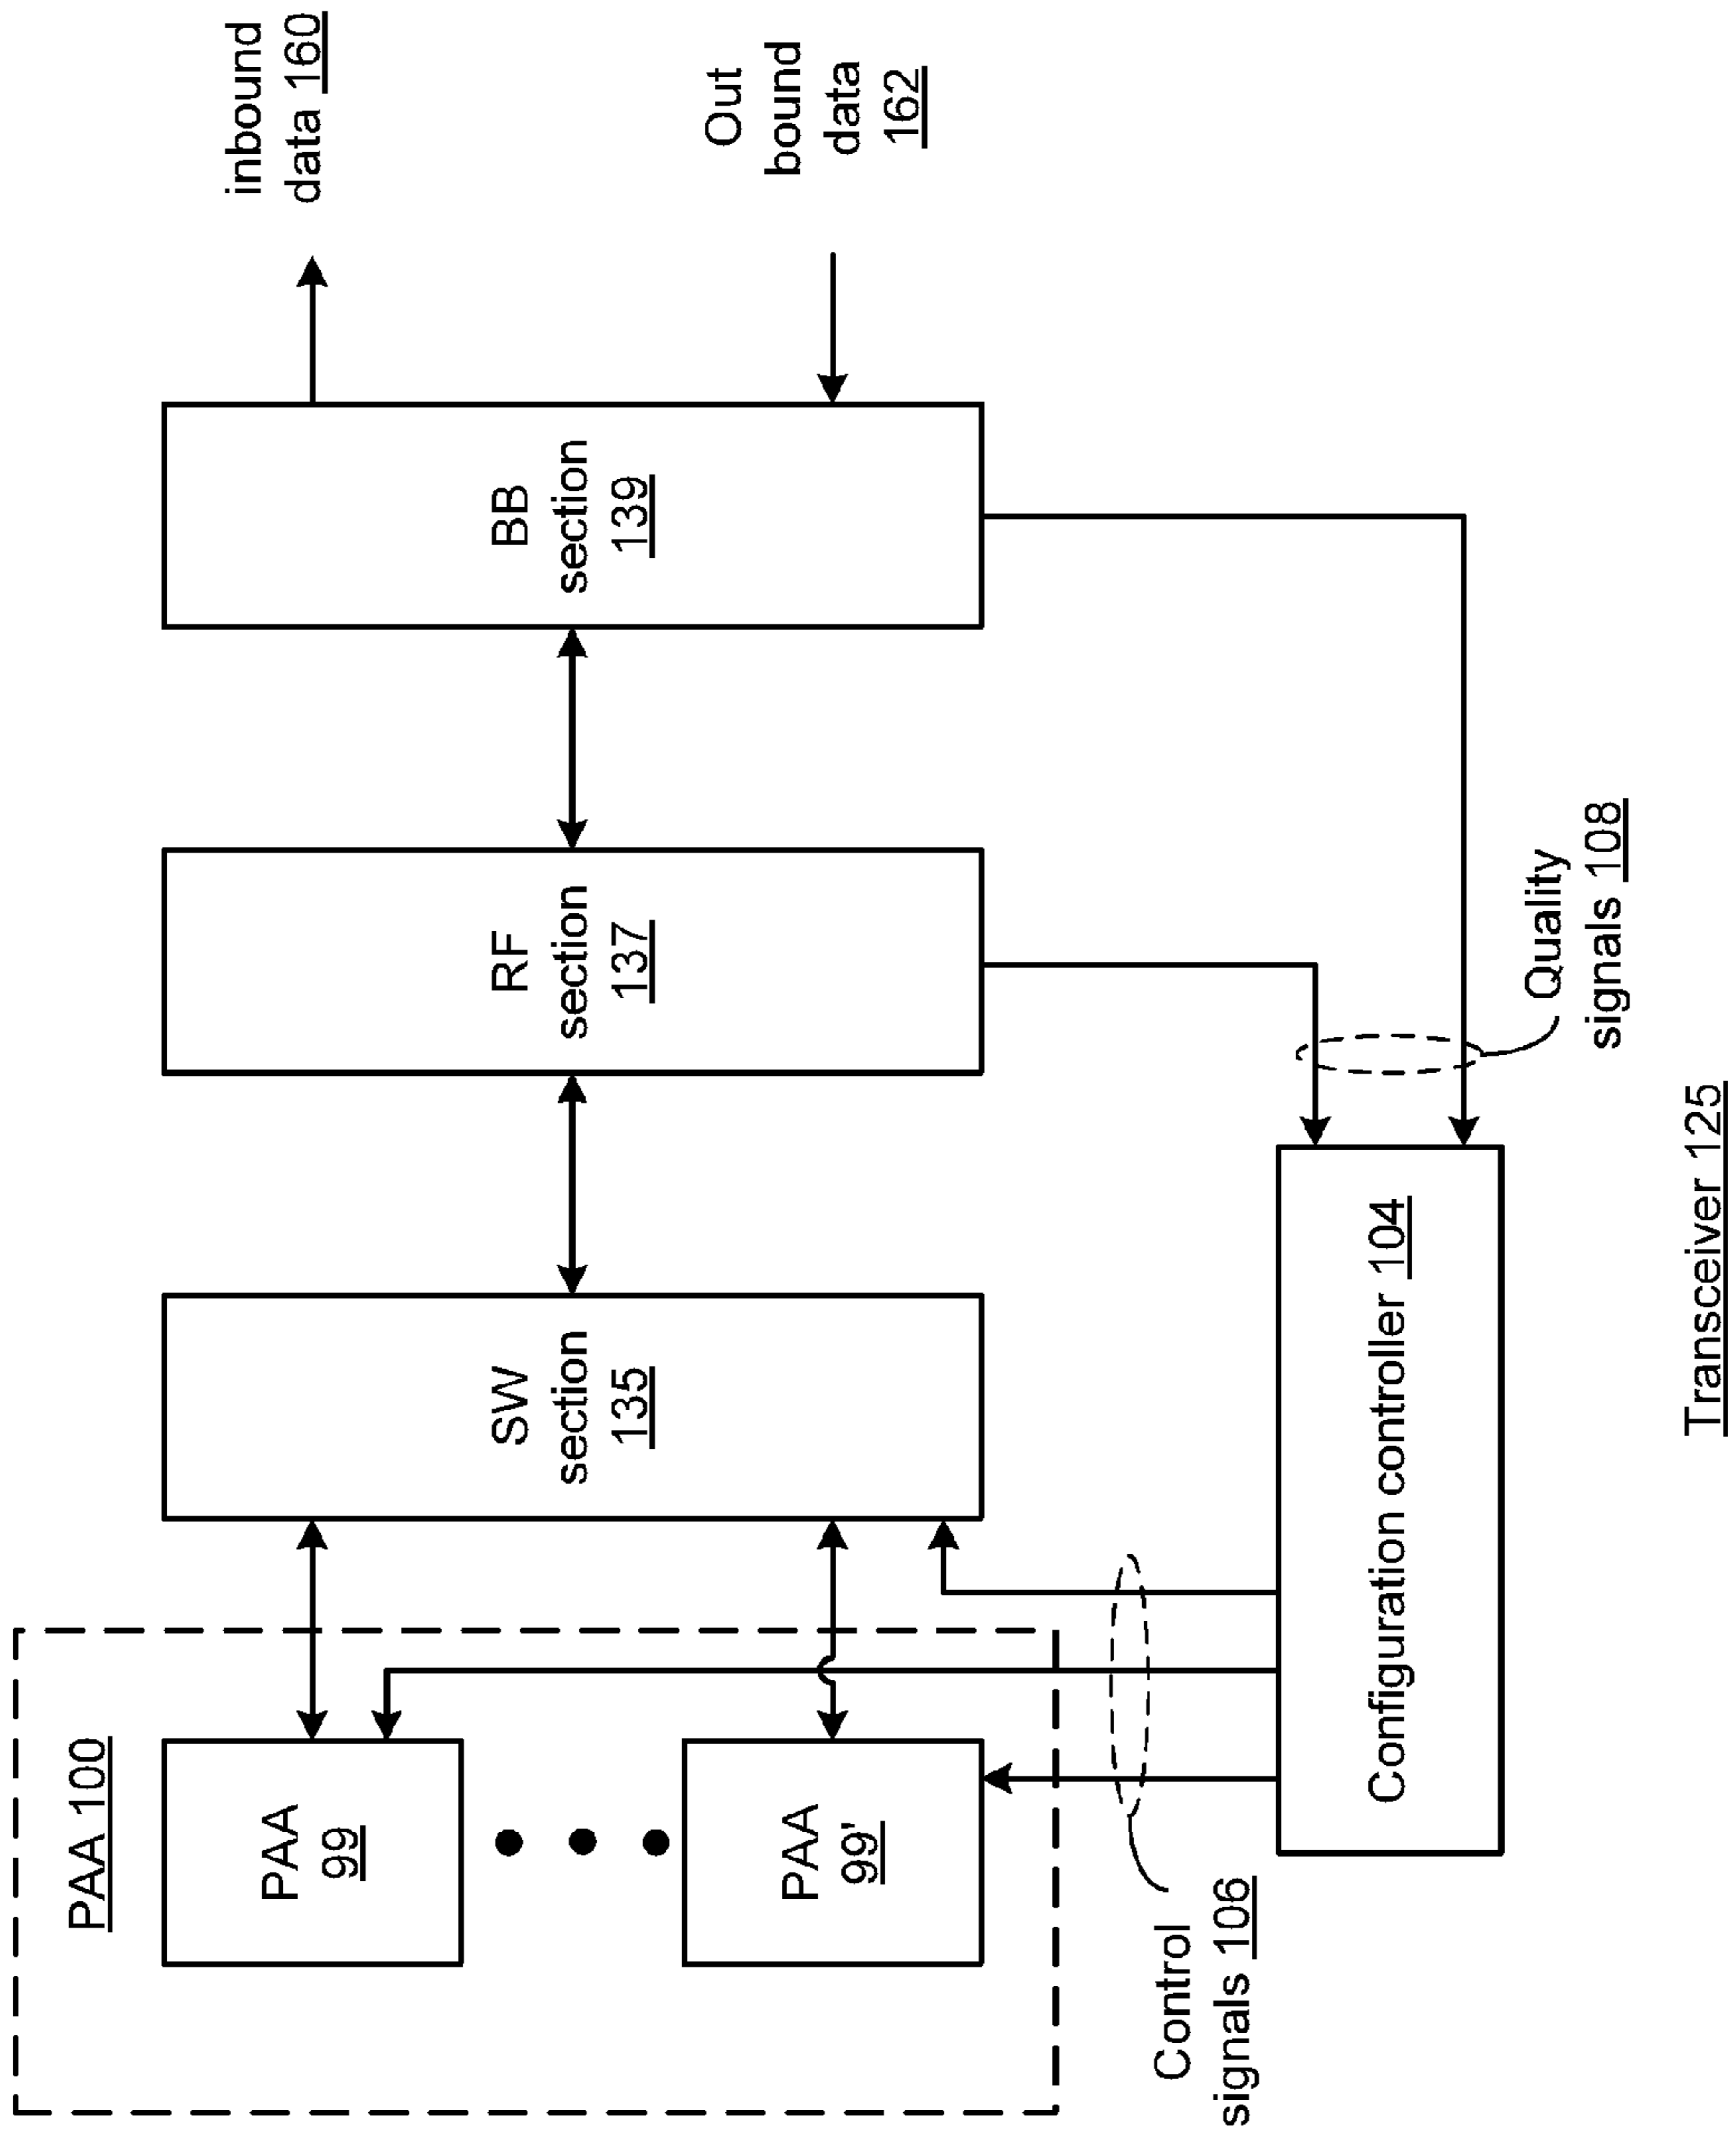 PAA 100
PAA
99
PAA
99'
SW
section
135
RF
section
137
BB
section
139
inbound
data 160
Out
bound
data
162
Control
signals 106
Configuration controller 104
Quality
signals 108
Transceiver 125